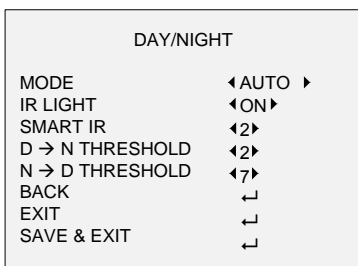 DAY/NIGHT
MODE ◀ AUTO ▶
IR LIGHT ◀ ON ▶
SMART IR ◀ 2 ▶
D → N THRESHOLD ◀ 2 ▶
N → D THRESHOLD ◀ 7 ▶
BACK ↵
EXIT ↵
SAVE & EXIT ↵